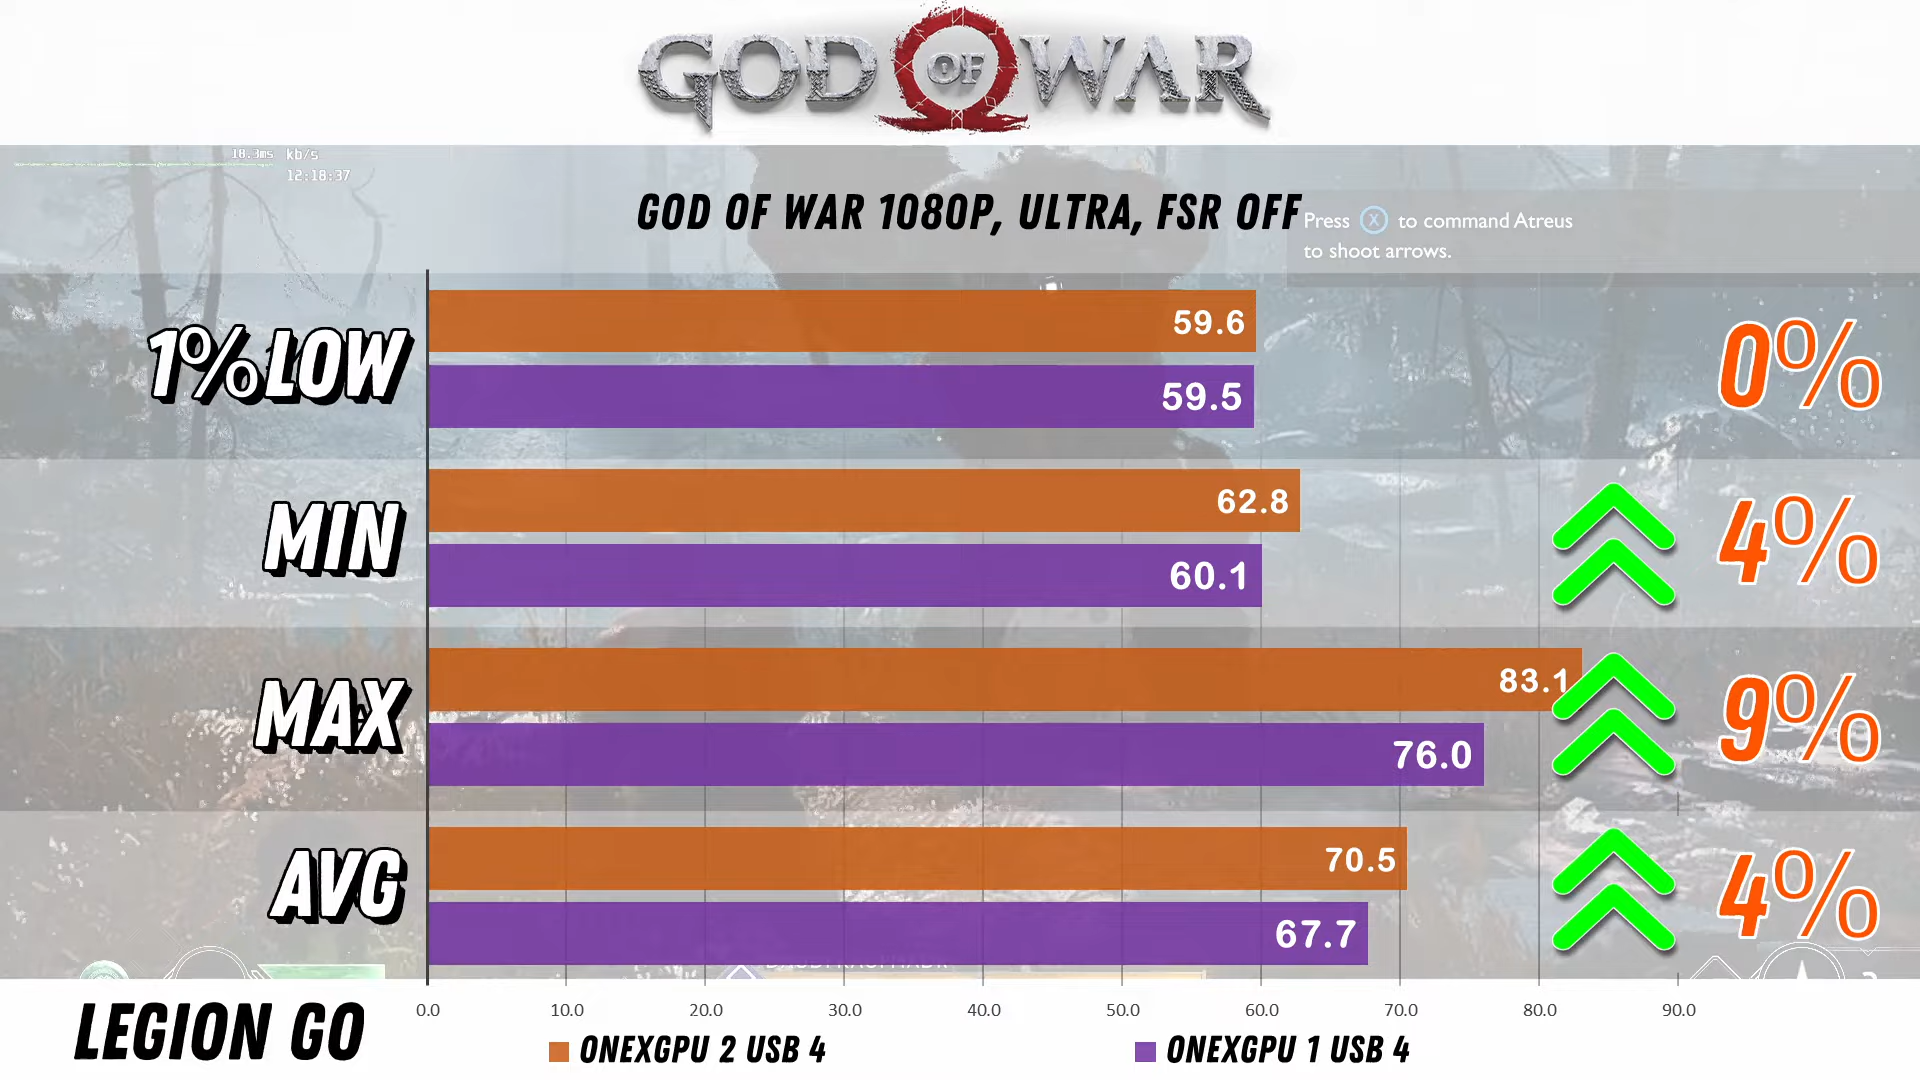 GOD OF WAR
18.3ms kb/s
12:18:37
GOD OF WAR 1080P, ULTRA, FSR OFF
Press X to command Atreus
to shoot arrows.
1% LOW
59.6
59.5
0%
MIN
62.8
60.1
4%
MAX
83.1
76.0
9%
AVG
70.5
67.7
4%
0.0 10.0 20.0 30.0 40.0 50.0 60.0 70.0 80.0 90.0
LEGION GO
ONEXGPU 2 USB 4
ONEXGPU 1 USB 4